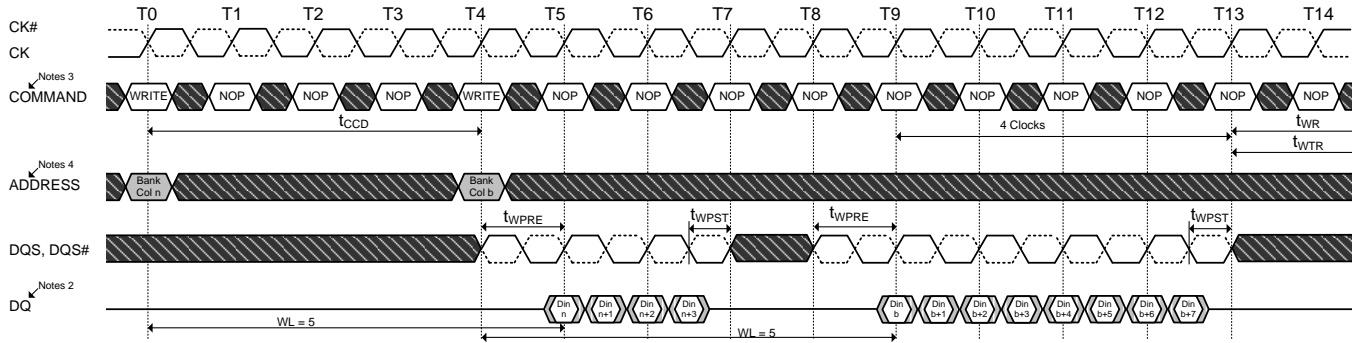 T0 T1 T2 T3 T4 T5 T6 T7 T8 T9 T10 T11 T12 T13 T14
CK#
CK
Notes 3
COMMAND
WRITE NOP NOP NOP WRITE NOP NOP NOP NOP NOP NOP NOP NOP NOP NOP
tCCD
4 Clocks
tWR
tWTR
Notes 4
ADDRESS
Bank
Col n
Bank
Col b
tWPRE
tWPST
tWPRE
tWPST
DQS, DQS#
Notes 2
DQ
Din
n
Din
n+1
Din
n+2
Din
n+3
Din
b
Din
b+1
Din
b+2
Din
b+3
Din
b+4
Din
b+5
Din
b+6
Din
b+7
WL = 5
WL = 5